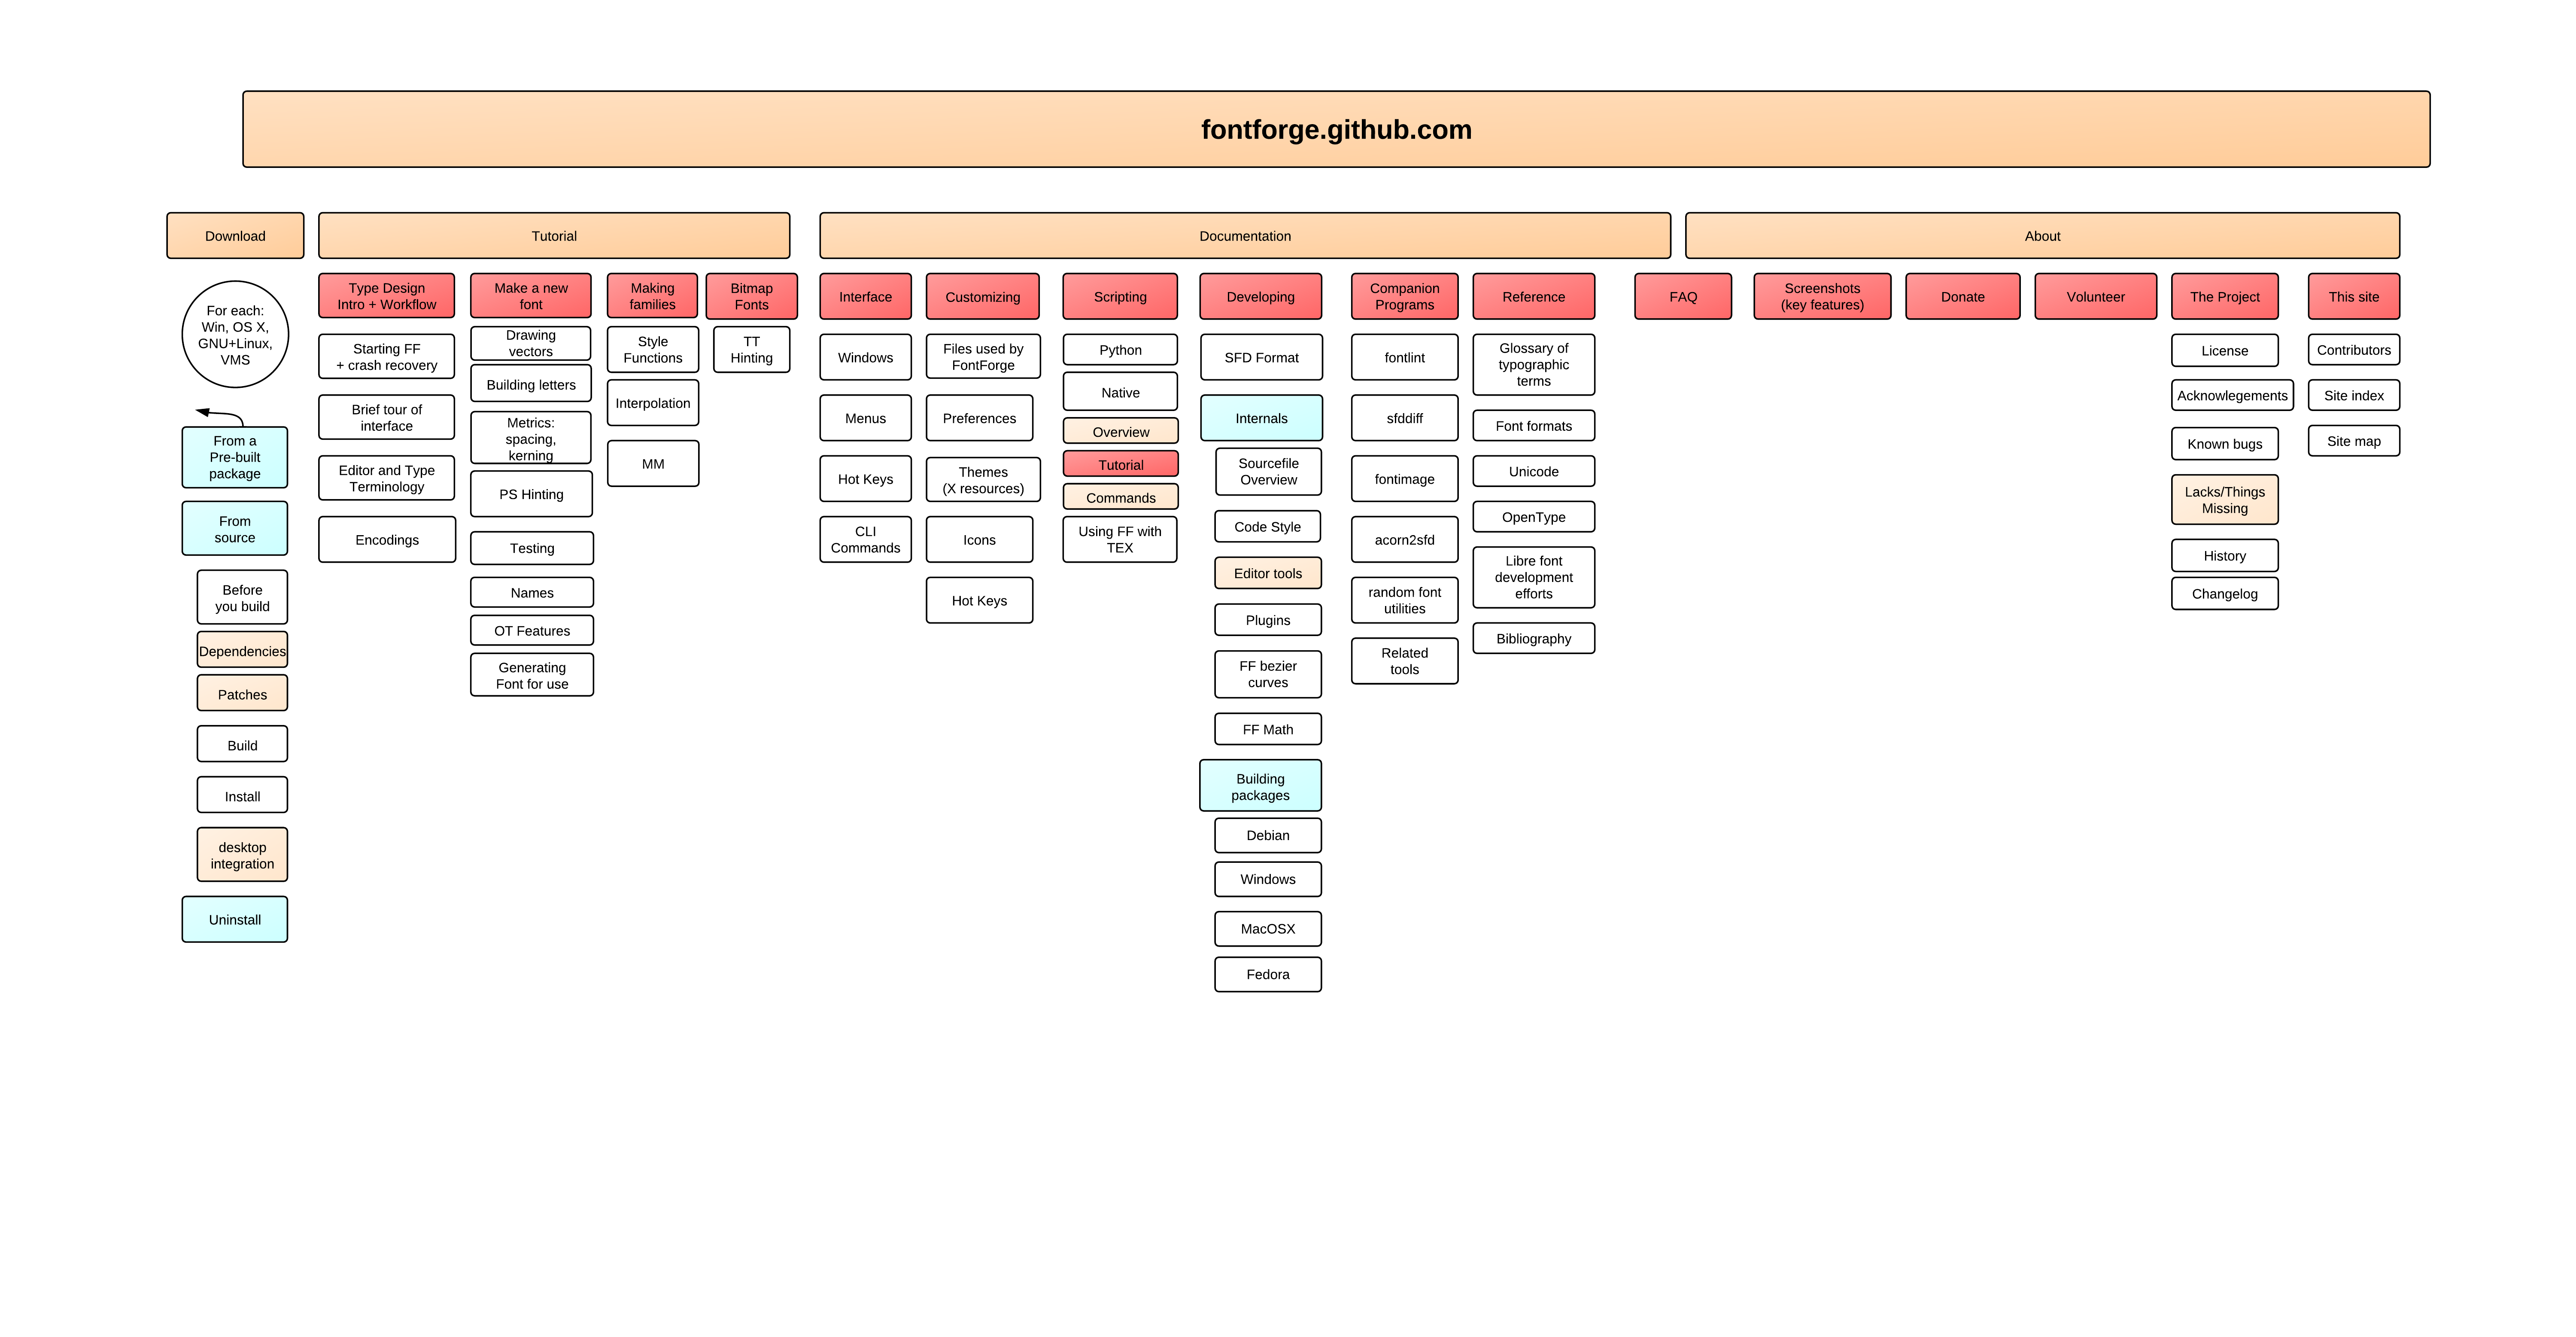 fontforge.github.com
Download
Tutorial
Documentation
About
For each:
Win, OS X,
GNU+Linux,
VMS
From a
Pre-built
package
From
source
Before
you build
Dependencies
Patches
Build
Install
desktop
integration
Uninstall
Type Design
Intro + Workflow
Starting FF
+ crash recovery
Brief tour of
interface
Editor and Type
Terminology
Encodings
Make a new
font
Drawing
vectors
Building letters
Metrics:
spacing,
kerning
PS Hinting
Testing
Names
OT Features
Generating
Font for use
Making
families
Style
Functions
Interpolation
MM
Bitmap
Fonts
TT
Hinting
Interface
Windows
Menus
Hot Keys
CLI
Commands
Customizing
Files used by
FontForge
Preferences
Themes
(X resources)
Icons
Hot Keys
Scripting
Python
Native
Overview
Tutorial
Commands
Using FF with
TEX
Developing
SFD Format
Internals
Sourcefile
Overview
Code Style
Editor tools
Plugins
FF bezier
curves
FF Math
Building
packages
Debian
Windows
MacOSX
Fedora
Companion
Programs
fontlint
sfddiff
fontimage
acorn2sfd
random font
utilities
Related
tools
Reference
Glossary of
typographic
terms
Font formats
Unicode
OpenType
Libre font
development
efforts
Bibliography
FAQ
Screenshots
(key features)
Donate
Volunteer
The Project
License
Acknowlegements
Known bugs
Lacks/Things
Missing
History
Changelog
This site
Contributors
Site index
Site map